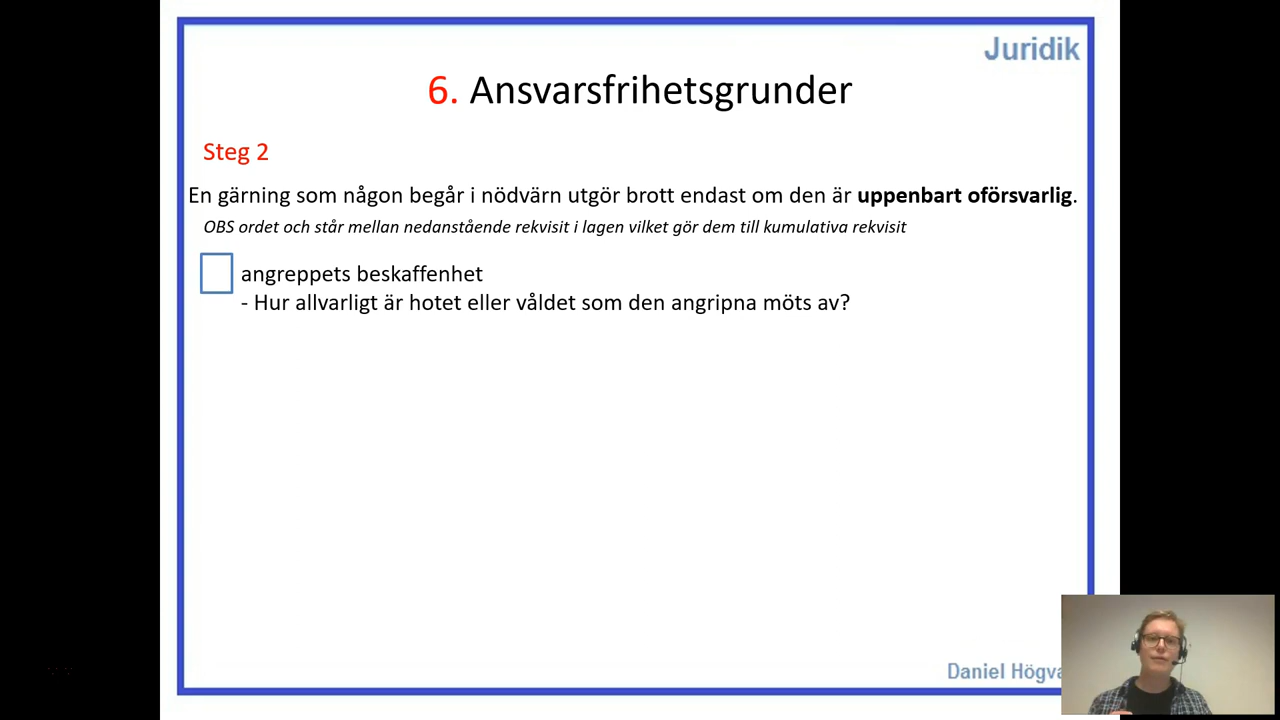 Juridik
6. Ansvarsfrihetsgrunder
Steg 2
En gärning som någon begår i nödvärn utgör brott endast om den är uppenbart oförsvarlig.
OBS ordet och står mellan nedanstående rekvisit i lagen vilket gör dem till kumulativa rekvisit
angreppets beskaffenhet
- Hur allvarligt är hotet eller våldet som den angripna möts av?
Daniel